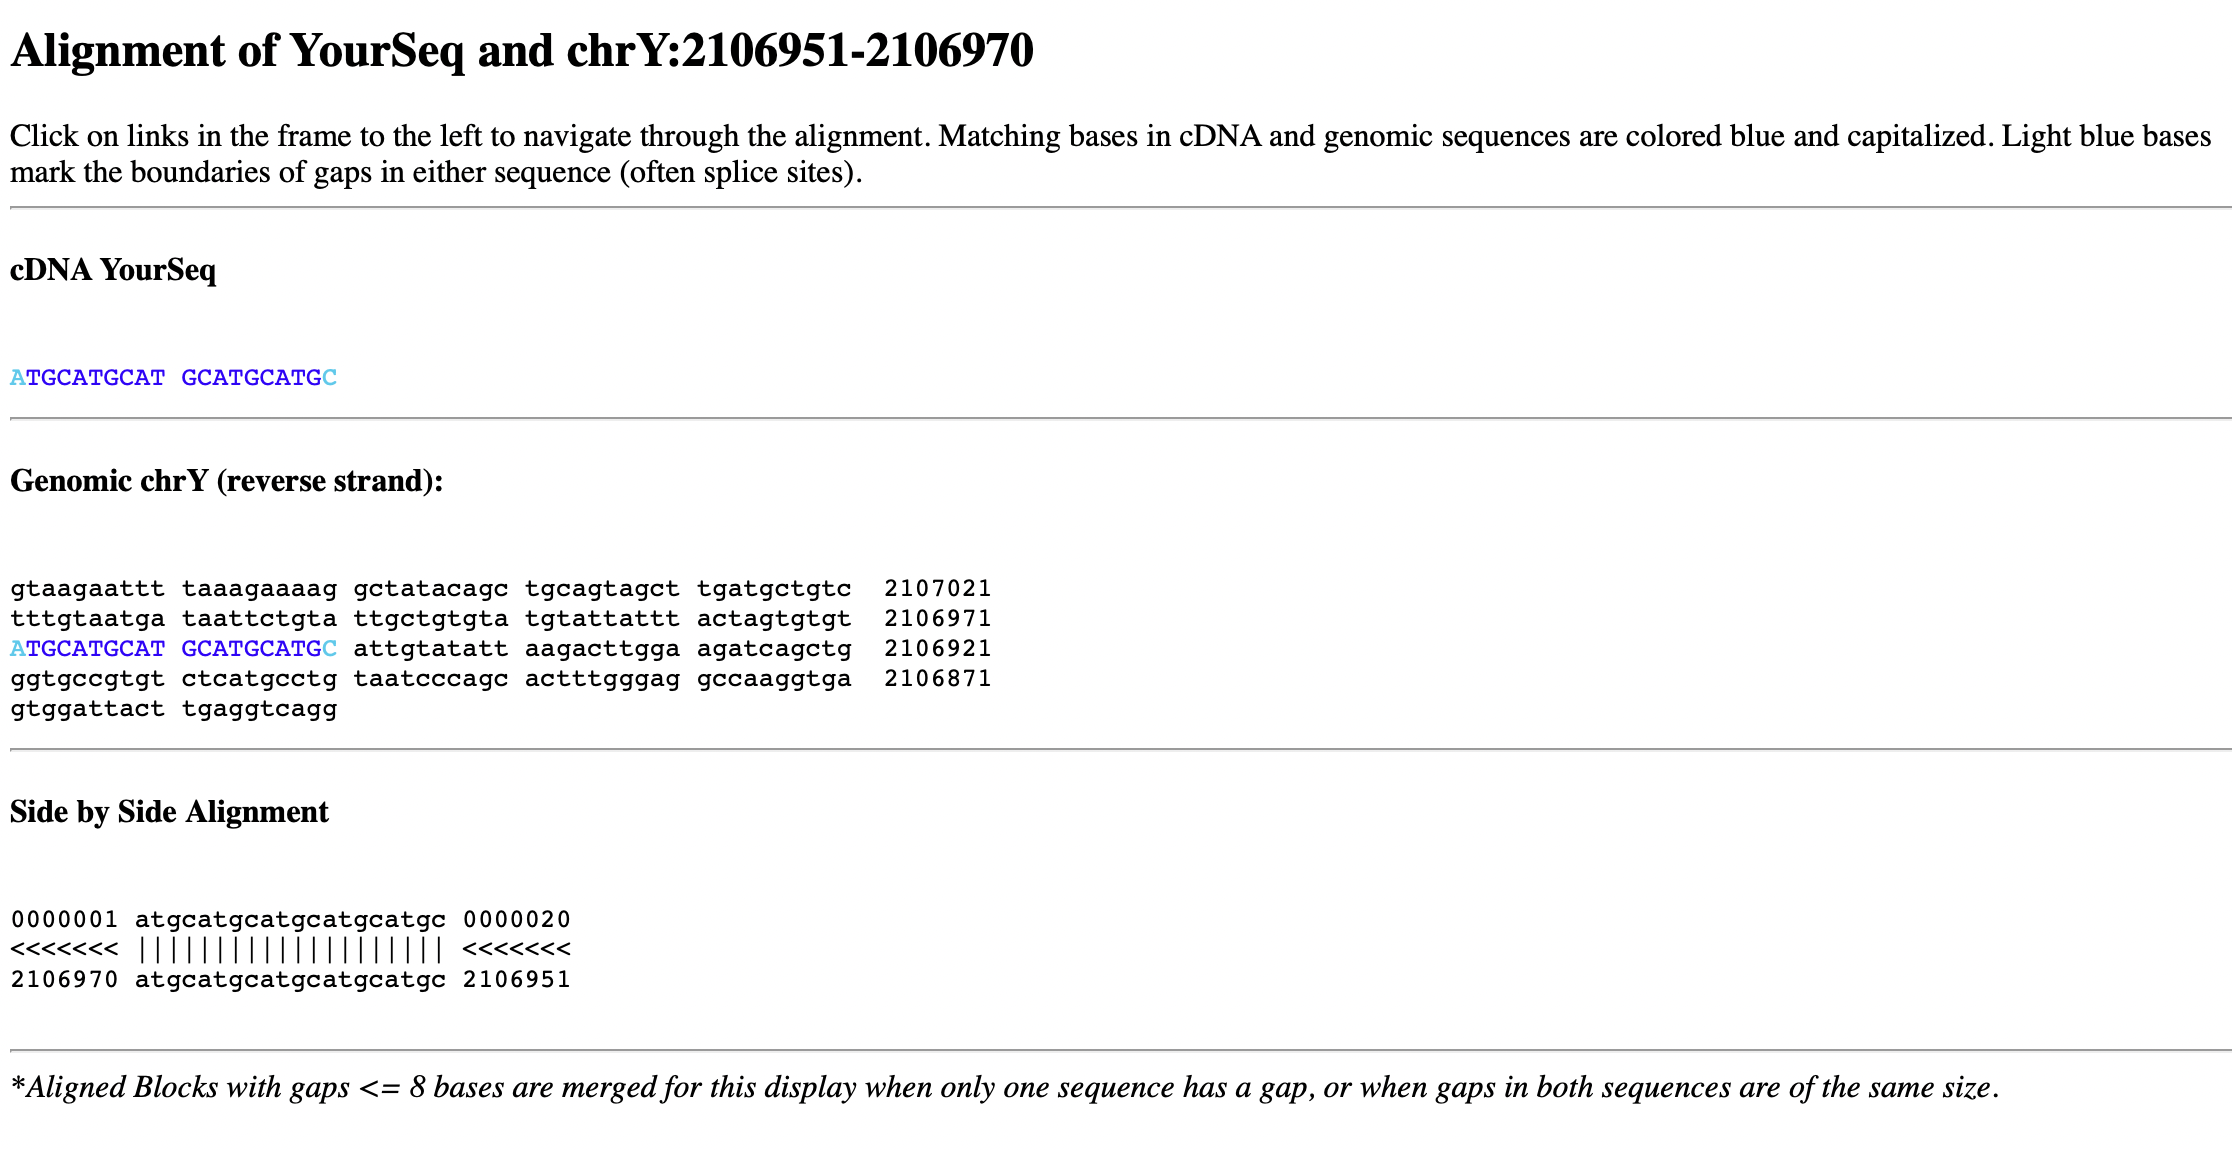 Alignment of YourSeq and chrY:2106951-2106970
Click on links in the frame to the left to navigate through the alignment. Matching bases in cDNA and genomic sequences are colored blue and capitalized. Light blue bases
mark the boundaries of gaps in either sequence (often splice sites).
cDNA YourSeq
ATGCATGCAT GCATGCATGC
Genomic chrY (reverse strand):
gtaagaattt taaagaaaag gctatacagc tgcagtagct tgatgctgtc  2107021
tttgtaatga taattctgta ttgctgtgta tgtattattt actagtgtgt  2106971
ATGCATGCAT GCATGCATGC attgtatatt aagacttgga agatcagctg  2106921
ggtgccgtgt ctcatgcctg taatcccagc actttgggag gccaaggtga  2106871
gtggattact tgaggtcagg
Side by Side Alignment
0000001 atgcatgcatgcatgcatgc 0000020
<<<<<<< |||||||||||||||||||| <<<<<<<
2106970 atgcatgcatgcatgcatgc 2106951
*Aligned Blocks with gaps <= 8 bases are merged for this display when only one sequence has a gap, or when gaps in both sequences are of the same size.